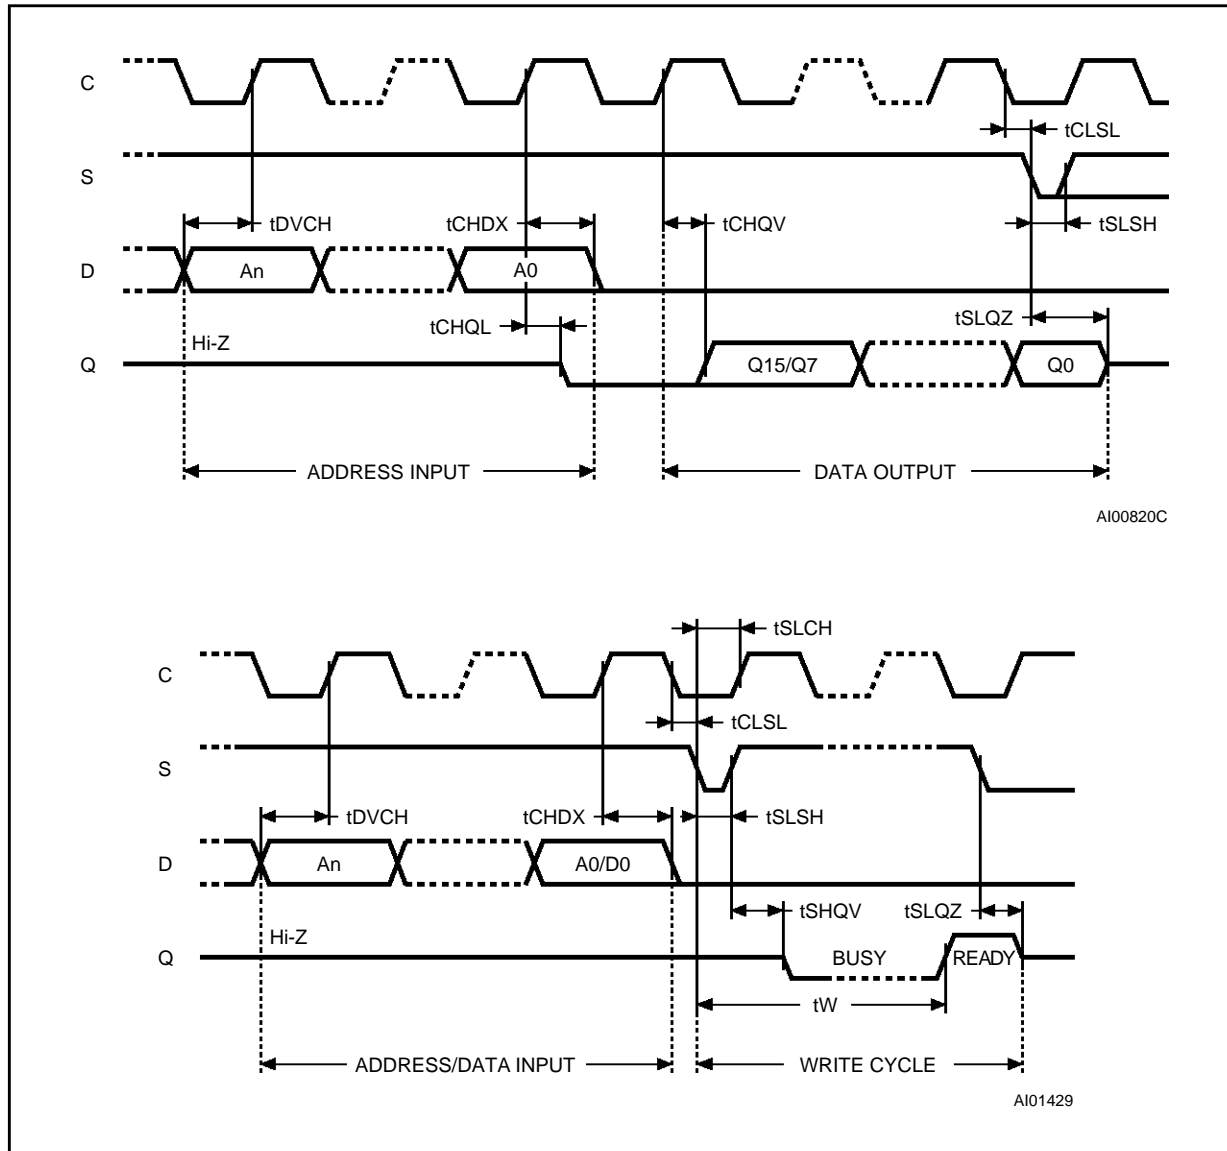 C
tCLSL
S
tDVCH
tCHDX
tCHQV
tSLSH
D
An
A0
tCHQL
tSLQZ
Hi-Z
Q
Q15/Q7
Q0
ADDRESS INPUT
DATA OUTPUT
AI00820C
tSLCH
C
tCLSL
S
tDVCH
tCHDX
tSLSH
D
An
A0/D0
tSHQV
tSLQZ
Hi-Z
Q
BUSY
READY
tW
ADDRESS/DATA INPUT
WRITE CYCLE
AI01429